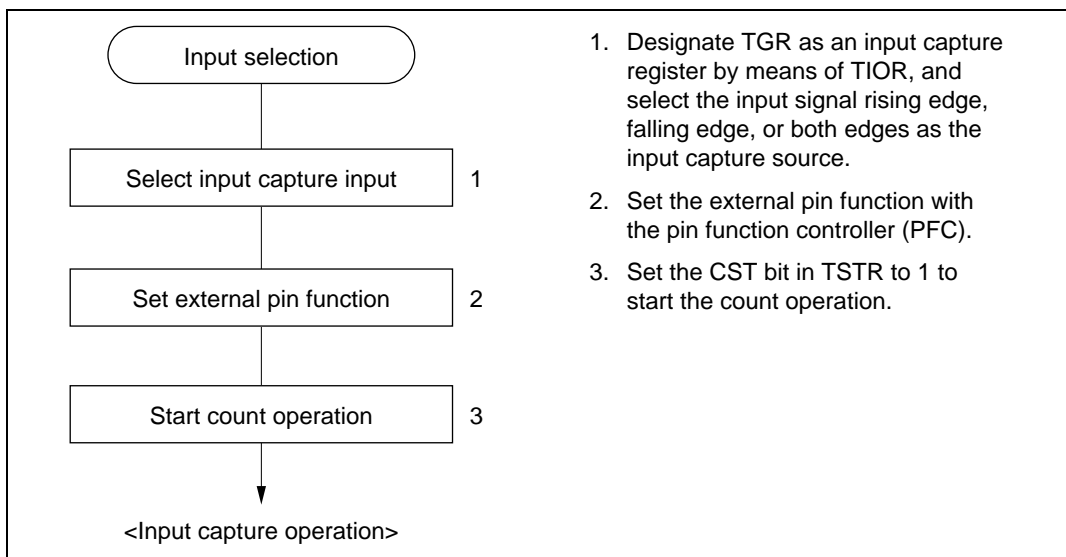 Input selection
Select input capture input 1
Set external pin function 2
Start count operation 3
<Input capture operation>
1. Designate TGR as an input capture
register by means of TIOR, and
select the input signal rising edge,
falling edge, or both edges as the
input capture source.
2. Set the external pin function with
the pin function controller (PFC).
3. Set the CST bit in TSTR to 1 to
start the count operation.